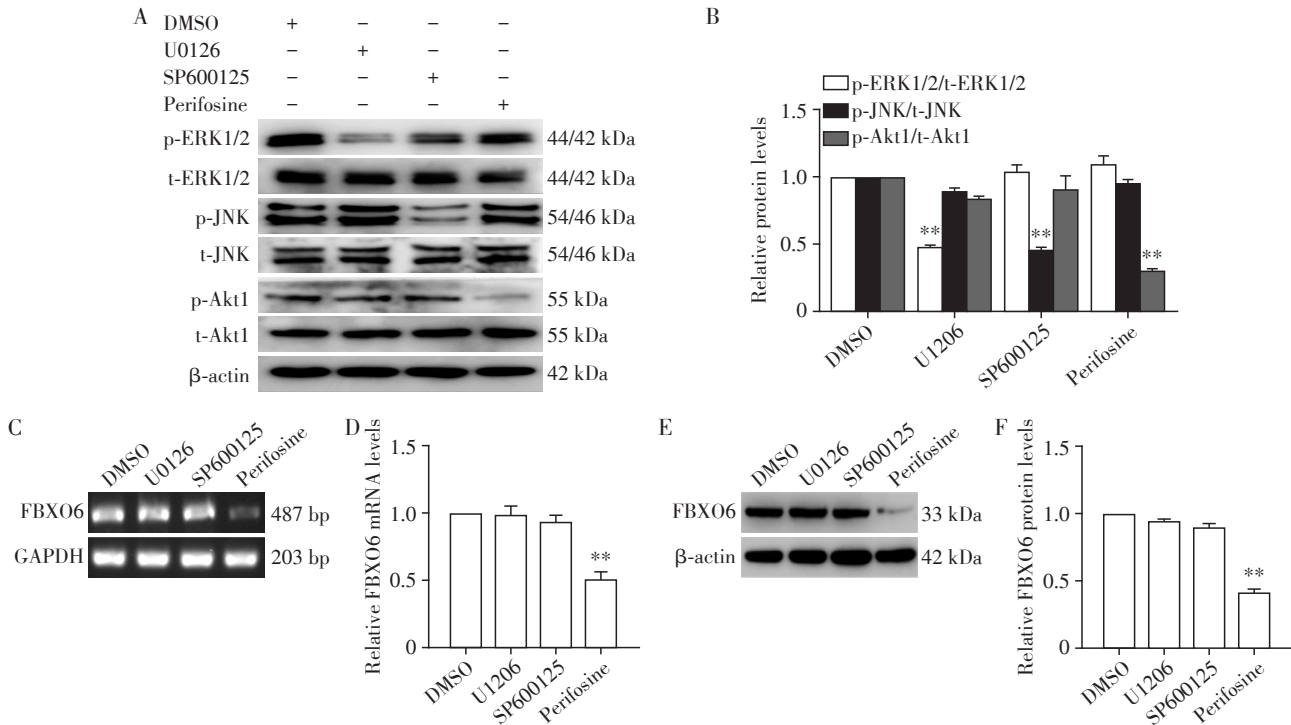 A
DMSO + − − −
U0126 − + − −
SP600125 − − + −
Perifosine − − − +
p-ERK1/2 44/42 kDa
t-ERK1/2 44/42 kDa
p-JNK 54/46 kDa
t-JNK 54/46 kDa
p-Akt1 55 kDa
t-Akt1 55 kDa
β-actin 42 kDa
B
p-ERK1/2/t-ERK1/2
p-JNK/t-JNK
p-Akt1/t-Akt1
Relative protein levels
1.5
1.0
0.5
0
** ** **
DMSO U1206 SP600125 Perifosine
C
DMSO U0126 SP600125 Perifosine
FBXO6 487 bp
GAPDH 203 bp
D
Relative FBXO6 mRNA levels
1.5
1.0
0.5
0
**
DMSO U1206 SP600125 Perifosine
E
DMSO U0126 SP600125 Perifosine
FBXO6 33 kDa
β-actin 42 kDa
F
Relative FBXO6 protein levels
1.5
1.0
0.5
0
**
DMSO U1206 SP600125 Perifosine